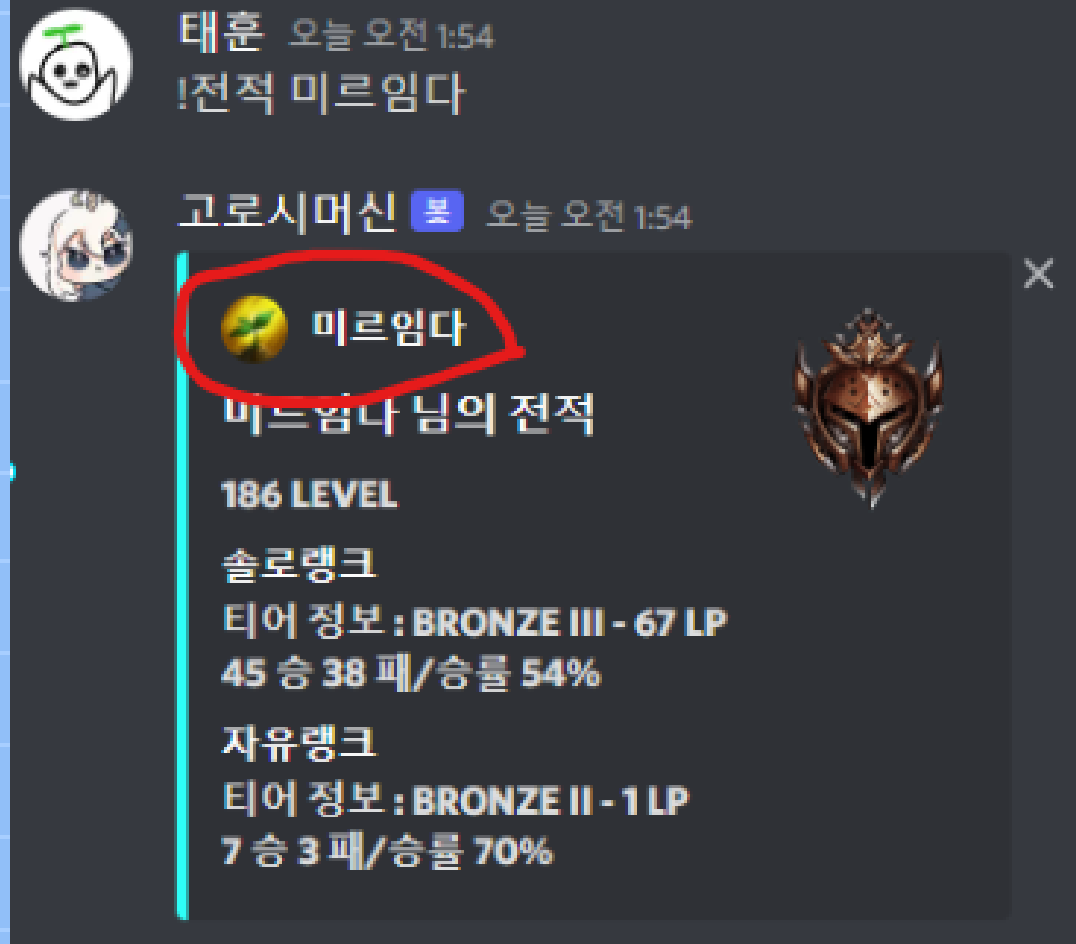 태훈 오늘 오전 1:54
!전적 미르임다
고로시머신 봇 오늘 오전 1:54
미르임다
미르임다 님의 전적
186 LEVEL
솔로랭크
티어 정보 : BRONZE III - 67 LP
45 승 38 패/승률 54%
자유랭크
티어 정보 : BRONZE II - 1 LP
7 승 3 패/승률 70%